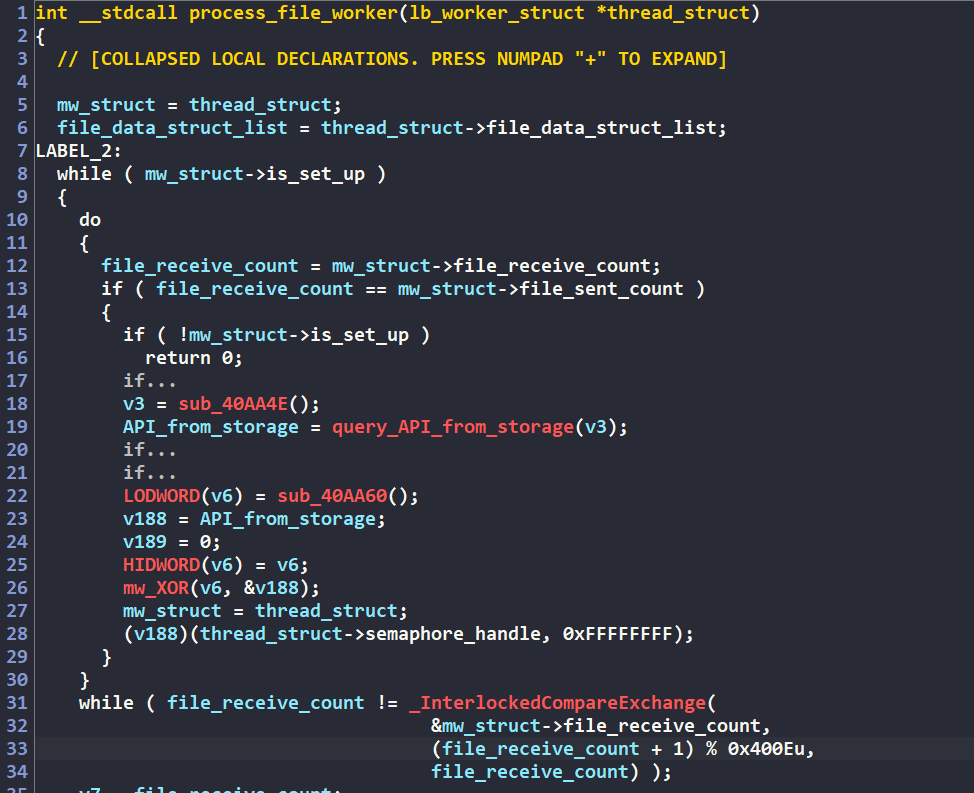 1 int __stdcall process_file_worker(lb_worker_struct *thread_struct)
2 {
3 // [COLLAPSED LOCAL DECLARATIONS. PRESS NUMPAD "+" TO EXPAND]
4
5 mw_struct = thread_struct;
6 file_data_struct_list = thread_struct->file_data_struct_list;
7 LABEL_2:
8 while ( mw_struct->is_set_up )
9 {
10 do
11 {
12 file_receive_count = mw_struct->file_receive_count;
13 if ( file_receive_count == mw_struct->file_sent_count )
14 {
15 if ( !mw_struct->is_set_up )
16 return 0;
17 if...
18 v3 = sub_40AA4E();
19 API_from_storage = query_API_from_storage(v3);
20 if...
21 if...
22 LODWORD(v6) = sub_40AA60();
23 v188 = API_from_storage;
24 v189 = 0;
25 HIDWORD(v6) = v6;
26 mw_XOR(v6, &v188);
27 mw_struct = thread_struct;
28 (v188)(thread_struct->semaphore_handle, 0xFFFFFFFF);
29 }
30 }
31 while ( file_receive_count != _InterlockedCompareExchange(
32 &mw_struct->file_receive_count,
33 (file_receive_count + 1) % 0x400Eu,
34 file_receive_count) );
35 v7 = file_receive_count;